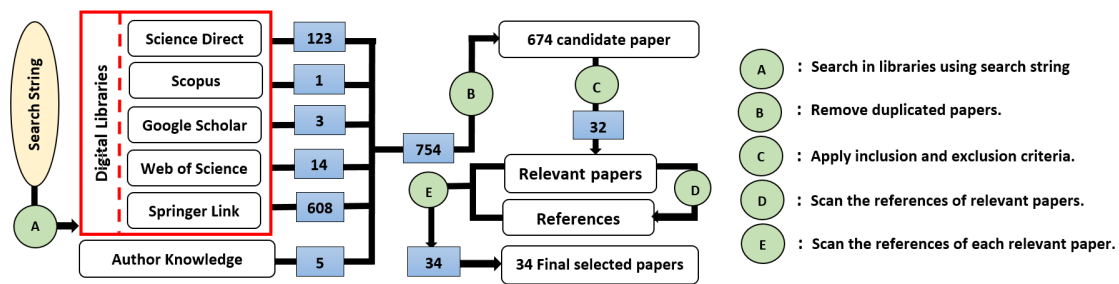 Search String
A
Digital Libraries
Science Direct
123
Scopus
1
Google Scholar
3
Web of Science
14
Springer Link
608
Author Knowledge
5
754
B
674 candidate paper
C
32
Relevant papers
References
D
E
34
34 Final selected papers
A : Search in libraries using search string
B : Remove duplicated papers.
C : Apply inclusion and exclusion criteria.
D : Scan the references of relevant papers.
E : Scan the references of each relevant paper.